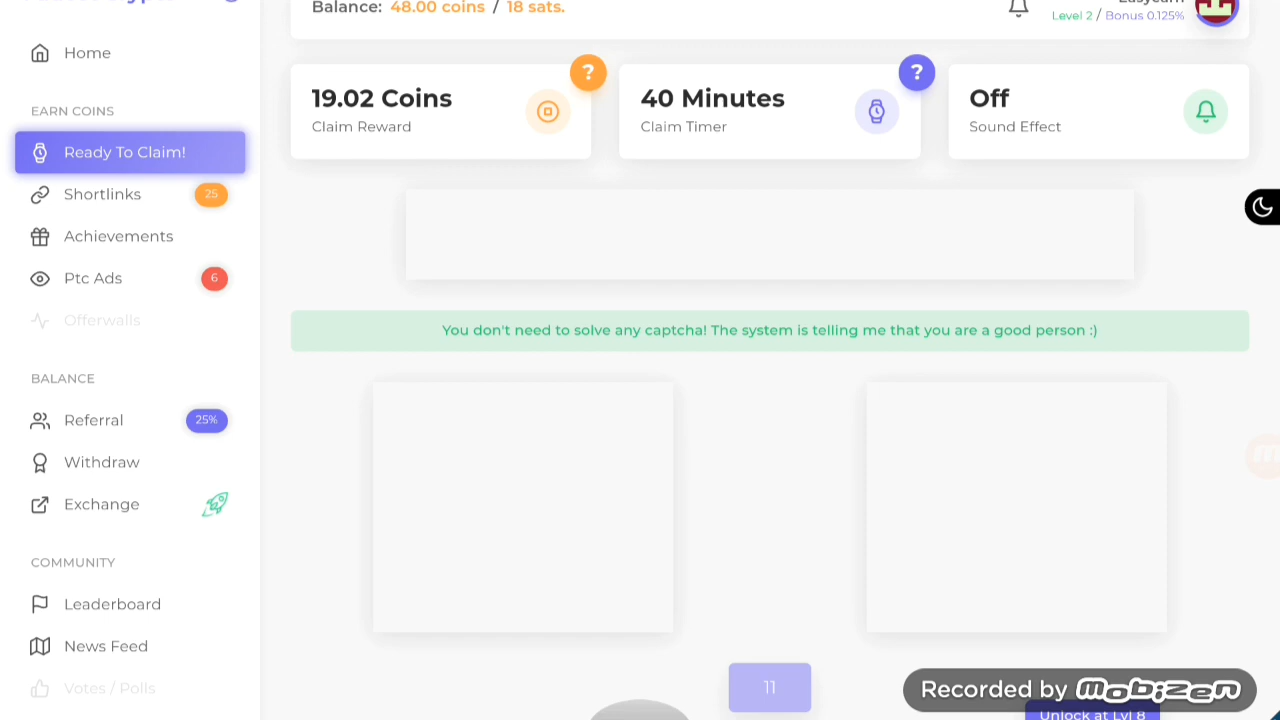 Balance: 48.00 coins / 18 sats.
Easyearn
Level 2 / Bonus 0.125%
Home
EARN COINS
Ready To Claim!
Shortlinks 25
Achievements
Ptc Ads 6
Offerwalls
BALANCE
Referral 25%
Withdraw
Exchange
COMMUNITY
Leaderboard
News Feed
Votes / Polls
19.02 Coins
Claim Reward
?
40 Minutes
Claim Timer
?
Off
Sound Effect
You don't need to solve any captcha! The system is telling me that you are a good person :)
11
Recorded by mobizen
Unlock at Lvl 8